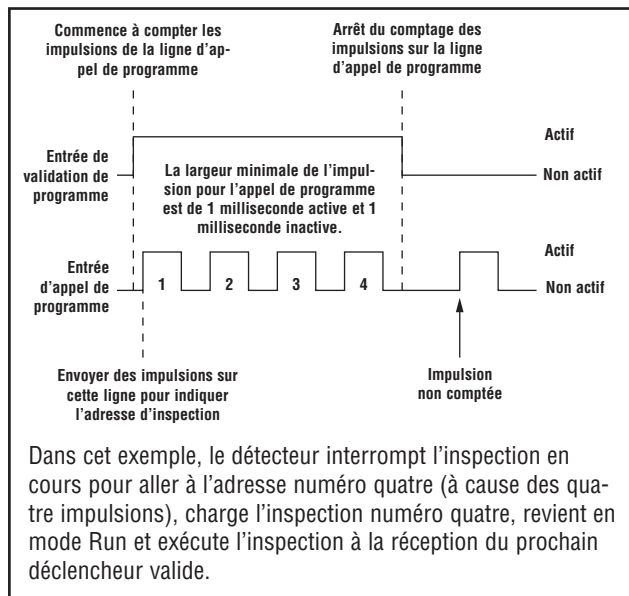 Commence à compter les
impulsions de la ligne d’ap-
pel de programme
Arrêt du comptage des
impulsions sur la ligne
d’appel de programme
Entrée de
validation de
programme
La largeur minimale de l’impul-
sion pour l’appel de programme
est de 1 milliseconde active et 1
milliseconde inactive.
Actif
Non actif
Entrée
d’appel de
programme
1 2 3 4
Actif
Non actif
Envoyer des impulsions sur
cette ligne pour indiquer
l’adresse d’inspection
Impulsion
non comptée
Dans cet exemple, le détecteur interrompt l’inspection en
cours pour aller à l’adresse numéro quatre (à cause des qua-
tre impulsions), charge l’inspection numéro quatre, revient en
mode Run et exécute l’inspection à la réception du prochain
déclencheur valide.